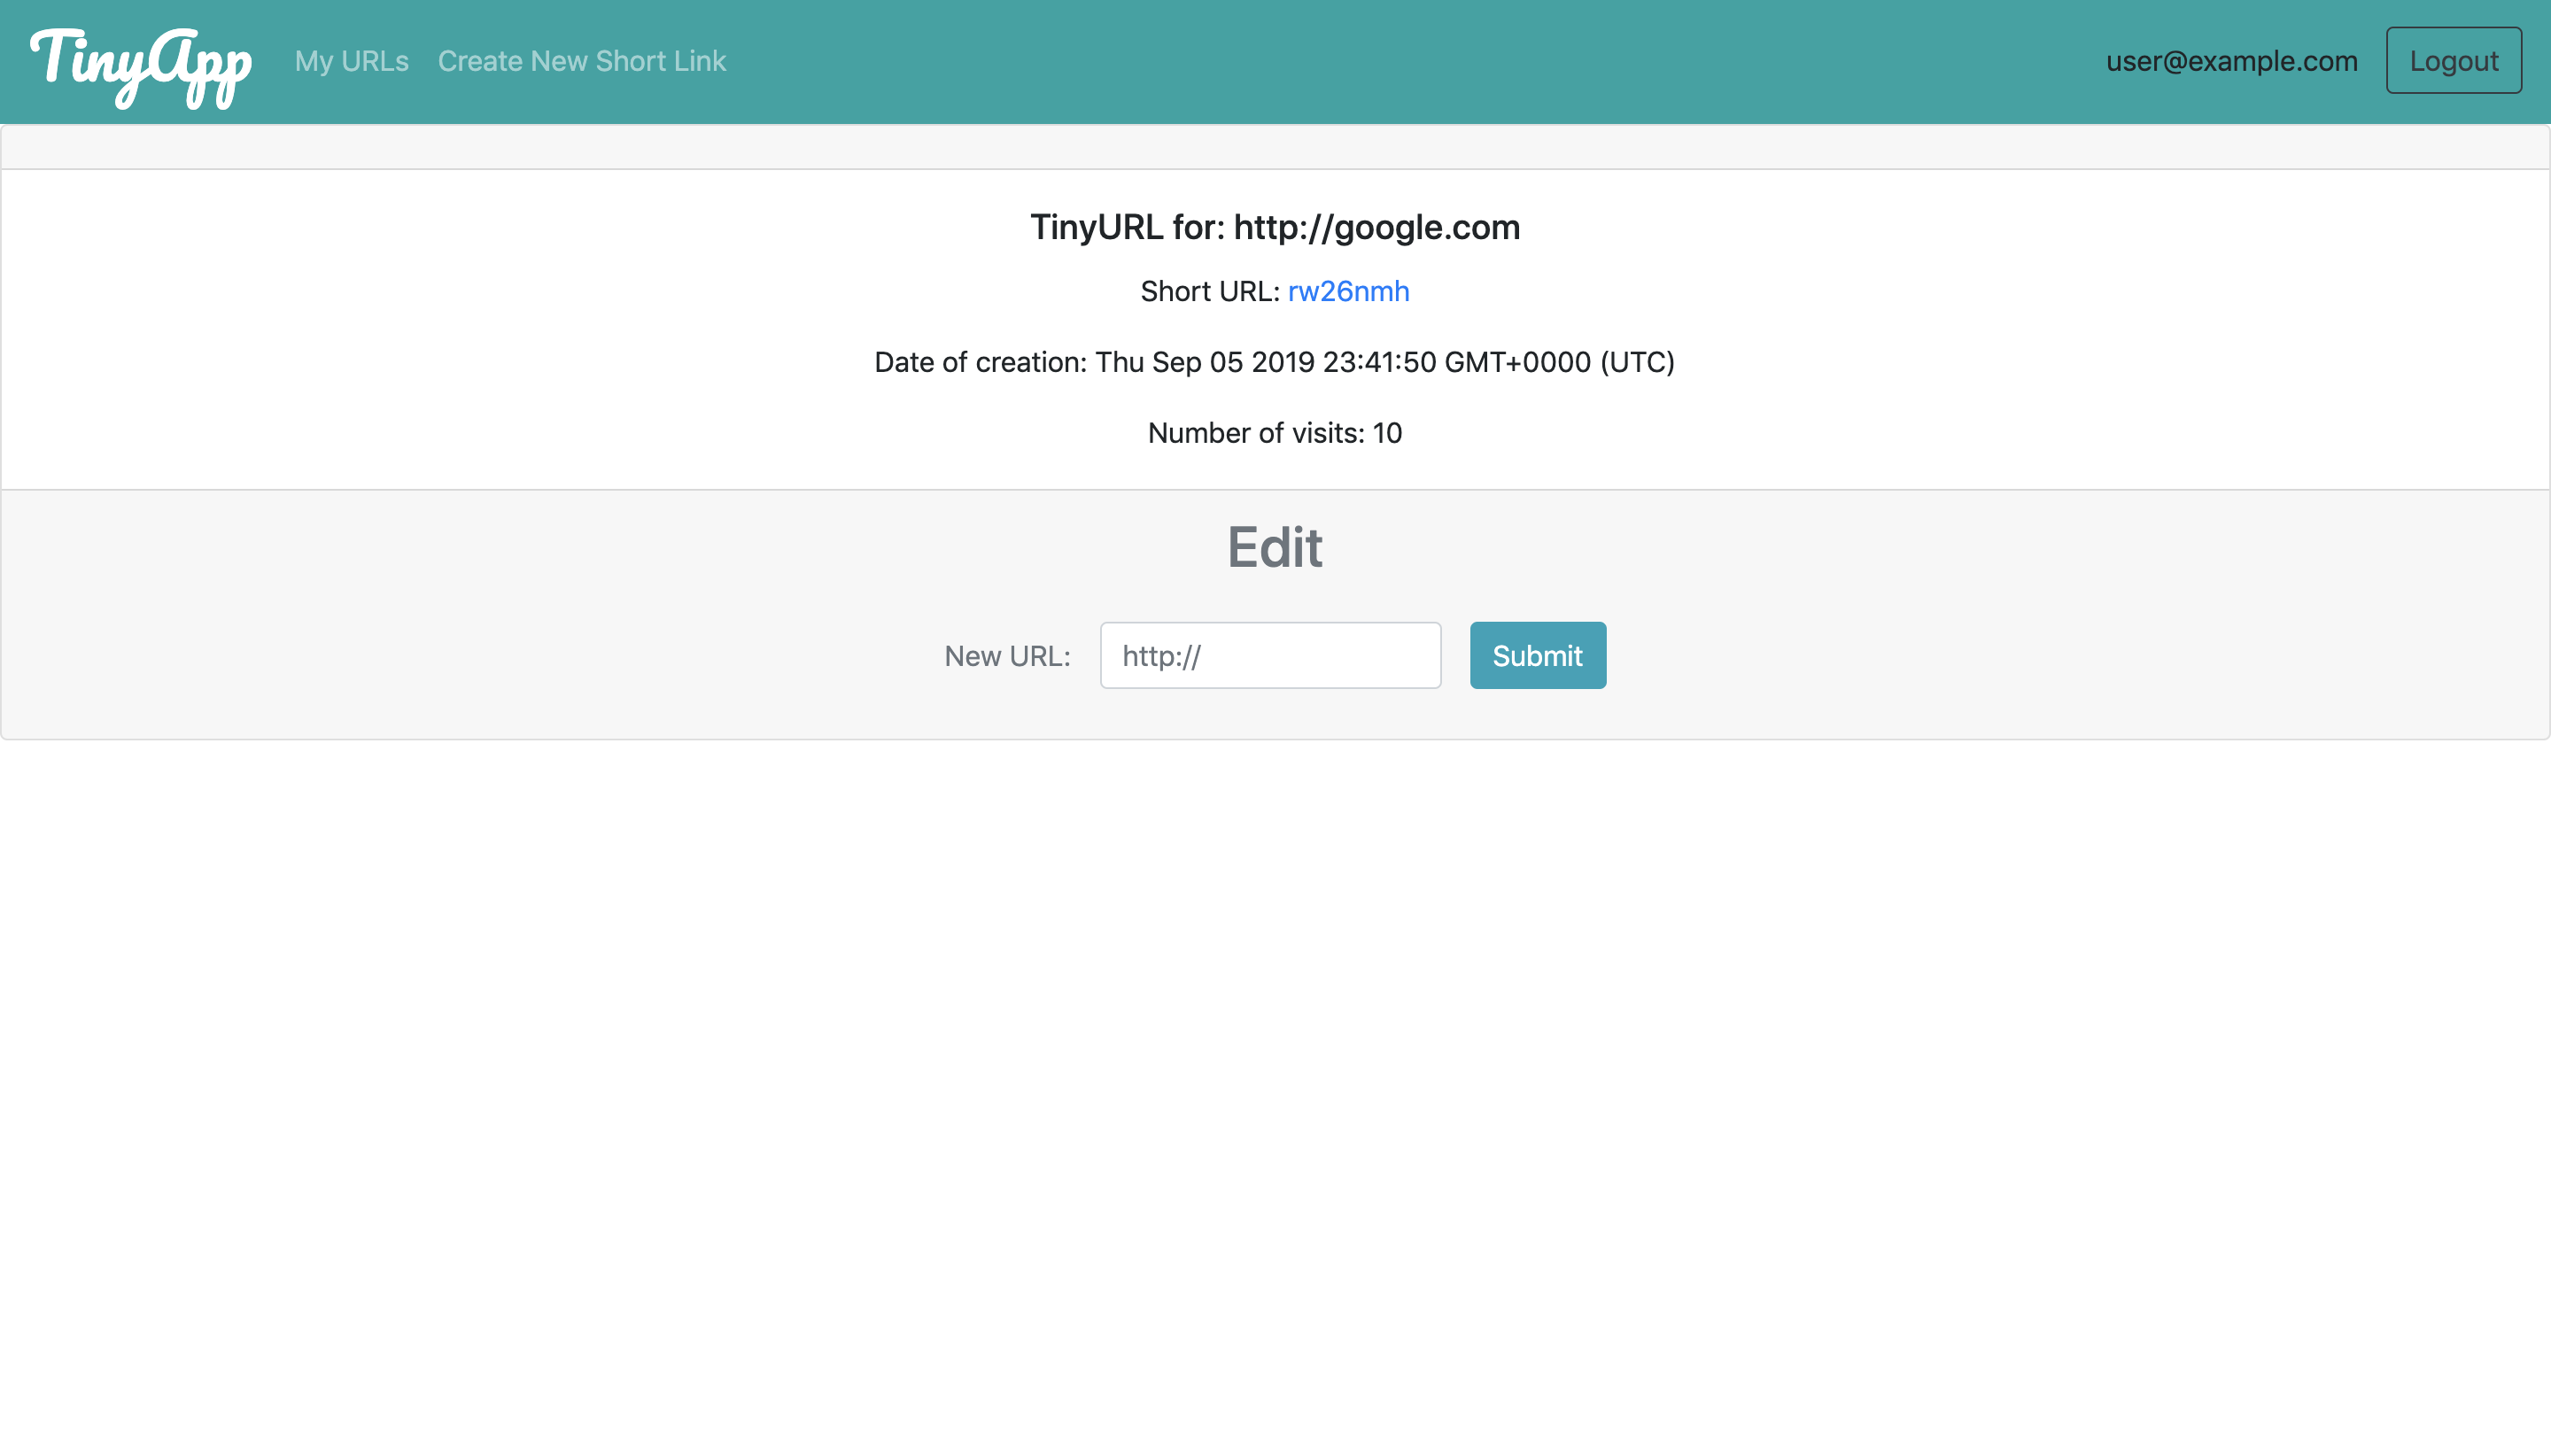 TinyApp My URLs Create New Short Link user@example.com Logout
TinyURL for: http://google.com
Short URL: rw26nmh
Date of creation: Thu Sep 05 2019 23:41:50 GMT+0000 (UTC)
Number of visits: 10
Edit
New URL: http:// Submit